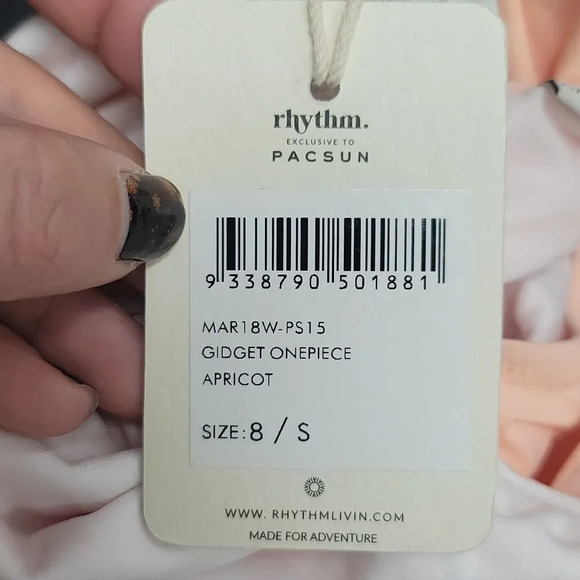 rhythm.
EXCLUSIVE TO
PACSUN
9 338790 501881
MAR18W-PS15
GIDGET ONEPIECE
APRICOT
SIZE: 8 / S
WWW. RHYTHMLIVIN.COM
MADE FOR ADVENTURE